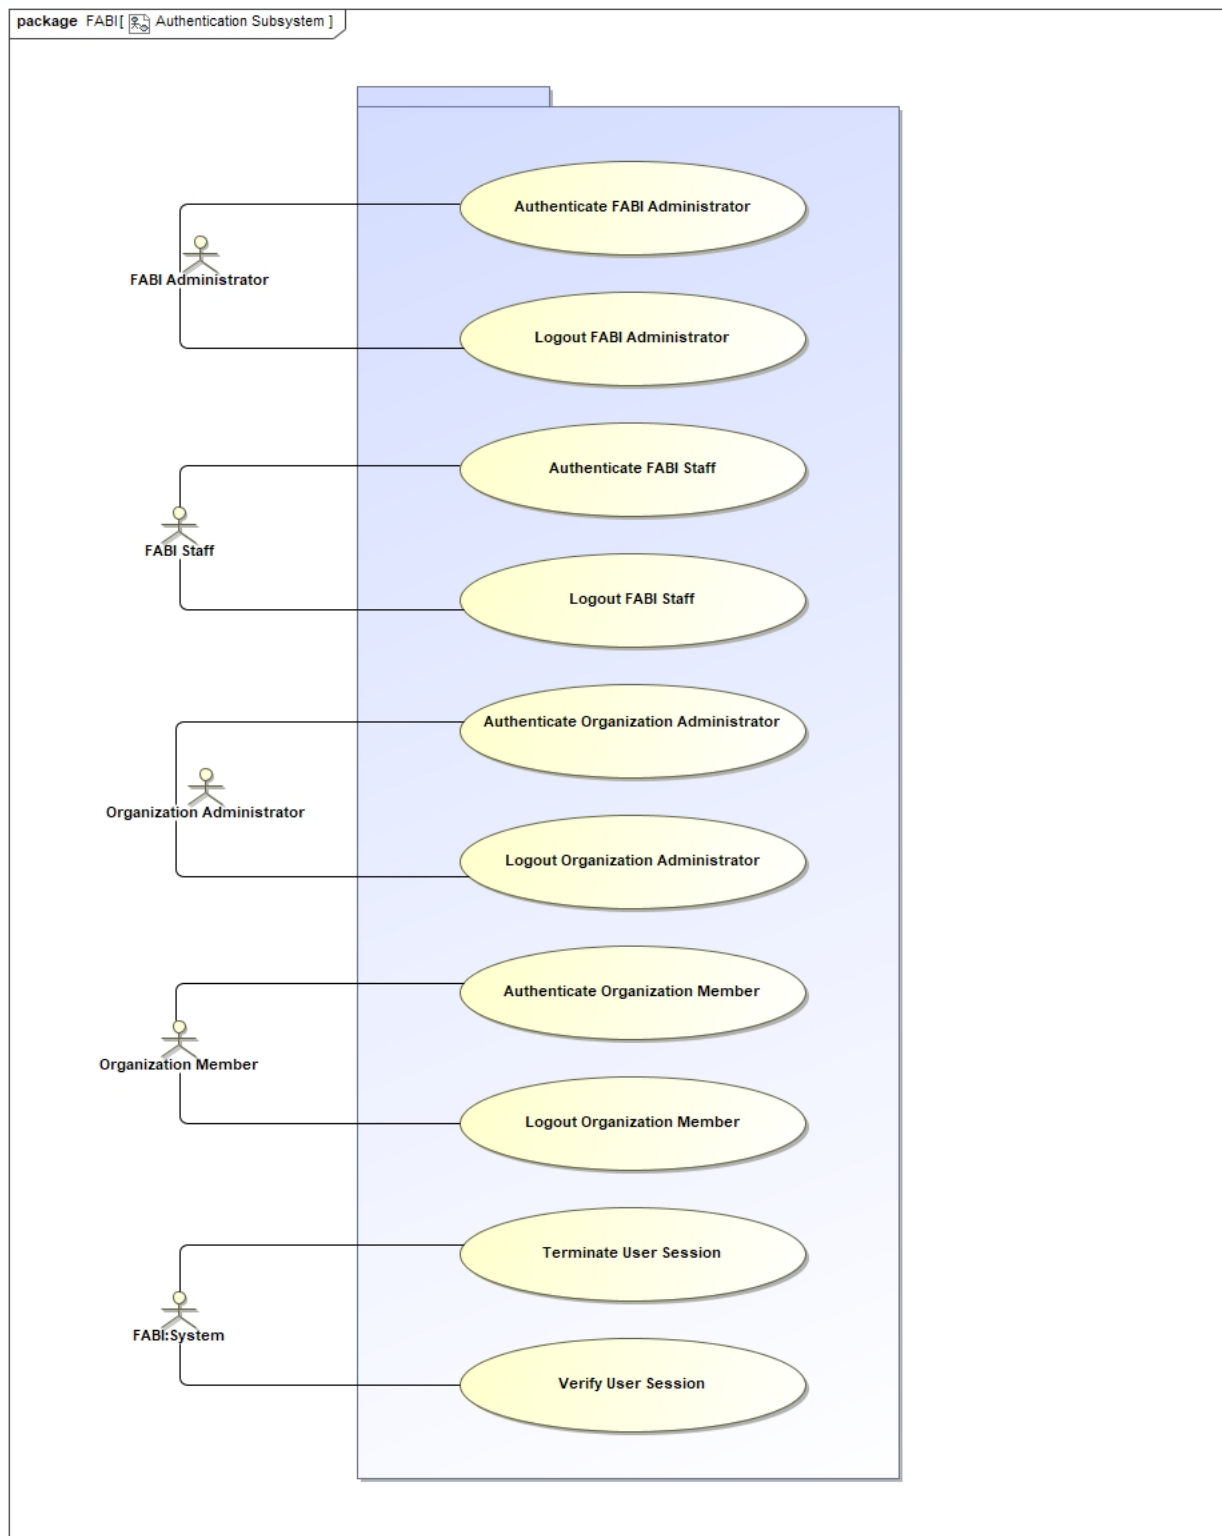 package FABI[ Authentication Subsystem ]
Authenticate FABI Administrator
FABI Administrator
Logout FABI Administrator
Authenticate FABI Staff
FABI Staff
Logout FABI Staff
Authenticate Organization Administrator
Organization Administrator
Logout Organization Administrator
Authenticate Organization Member
Organization Member
Logout Organization Member
Terminate User Session
FABI:System
Verify User Session